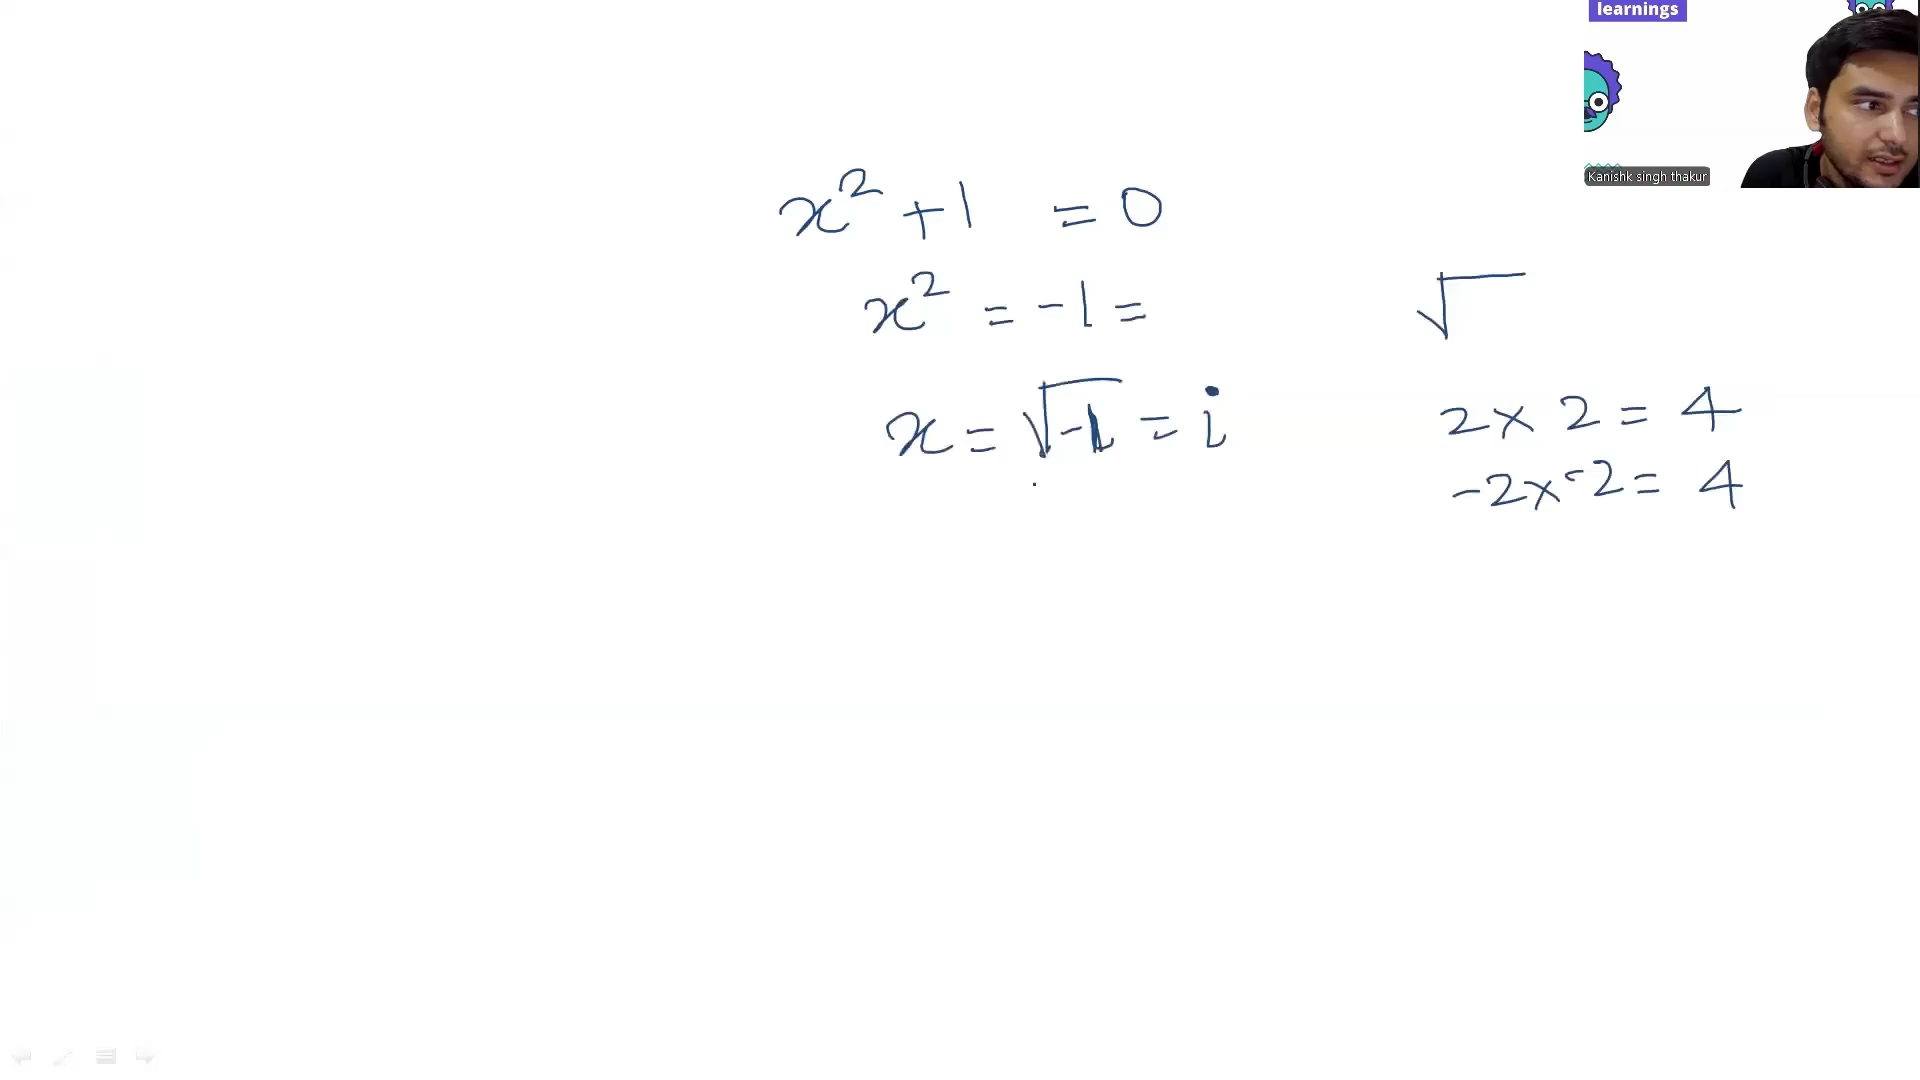 learnings
Kanishk singh thakur
x² + 1 = 0
x² = -1 =
√
x = √-1 = i
2 x 2 = 4
-2 x -2 = 4